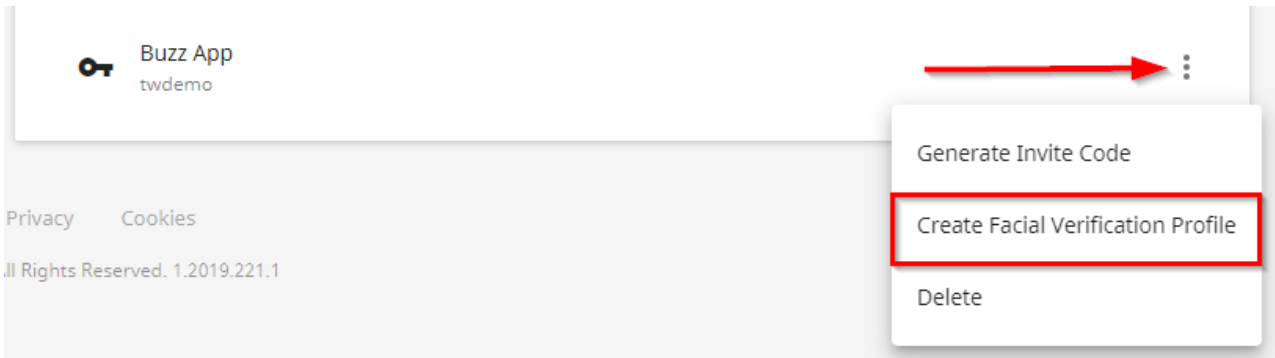 Buzz App
twdemo
Generate Invite Code
Create Facial Verification Profile
Delete
Privacy Cookies
All Rights Reserved. 1.2019.221.1